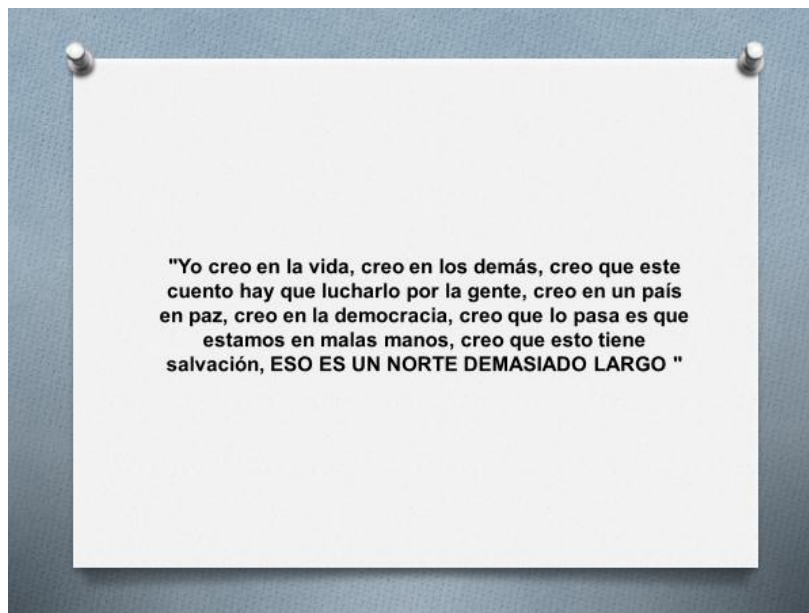 "Yo creo en la vida, creo en los demás, creo que este
cuento hay que lucharlo por la gente, creo en un país
en paz, creo en la democracia, creo que lo pasa es que
estamos en malas manos, creo que esto tiene
salvación, ESO ES UN NORTE DEMASIADO LARGO "